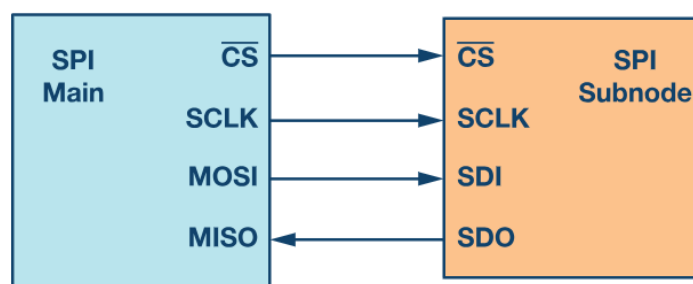 SPI
Main
CS
SCLK
MOSI
MISO
CS
SCLK
SDI
SDO
SPI
Subnode